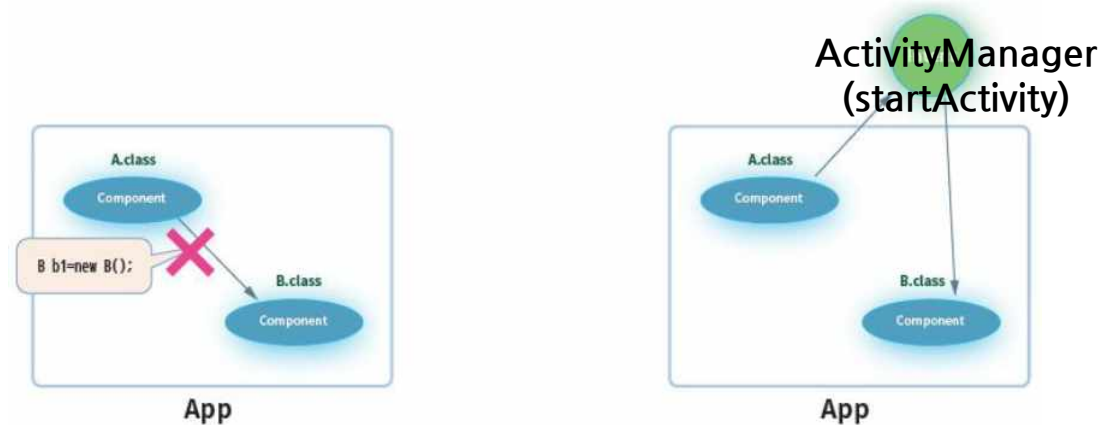 A.class
Component
B b1=new B();
B.class
Component
App
ActivityManager
(startActivity)
A.class
Component
B.class
Component
App